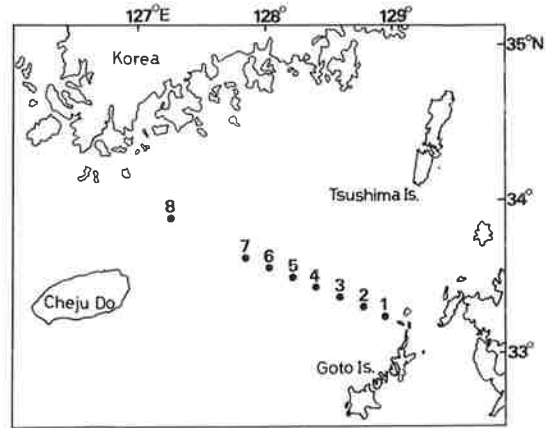 127°E 128° 129°
35°N
Korea
Tsushima Is.
34°
8
7 6 5 4 3 2 1
Cheju Do
Goto Is.
33°